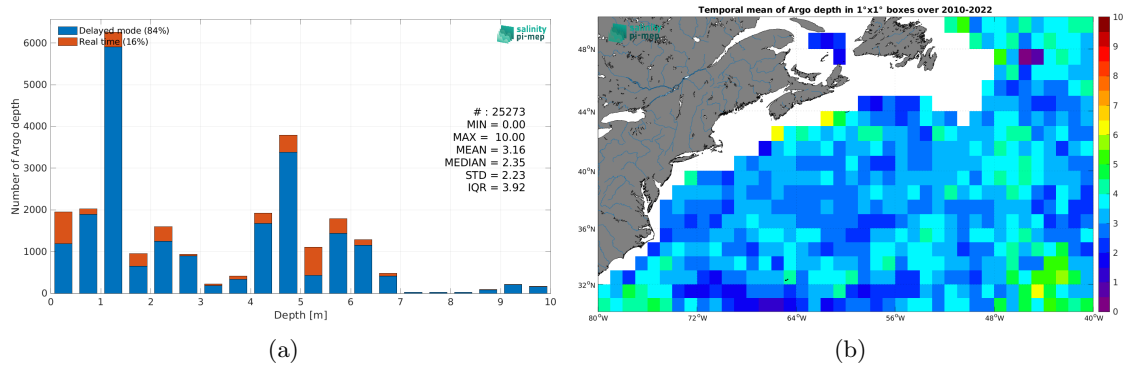 Delayed mode (84%)
Real time (16%)
salinity
pi-mep
6000
5000
4000
3000
2000
1000
0
Number of Argo depth
# : 25273
MIN = 0.00
MAX = 10.00
MEAN = 3.16
MEDIAN = 2.35
STD = 2.23
IQR = 3.92
0 1 2 3 4 5 6 7 8 9 10
Depth [m]
(a)
Temporal mean of Argo depth in 1°x1° boxes over 2010-2022
salinity
pi-mep
48°N
44°N
40°N
36°N
32°N
80°W 72°W 64°W 56°W 48°W 40°W
10
9
8
7
6
5
4
3
2
1
0
(b)